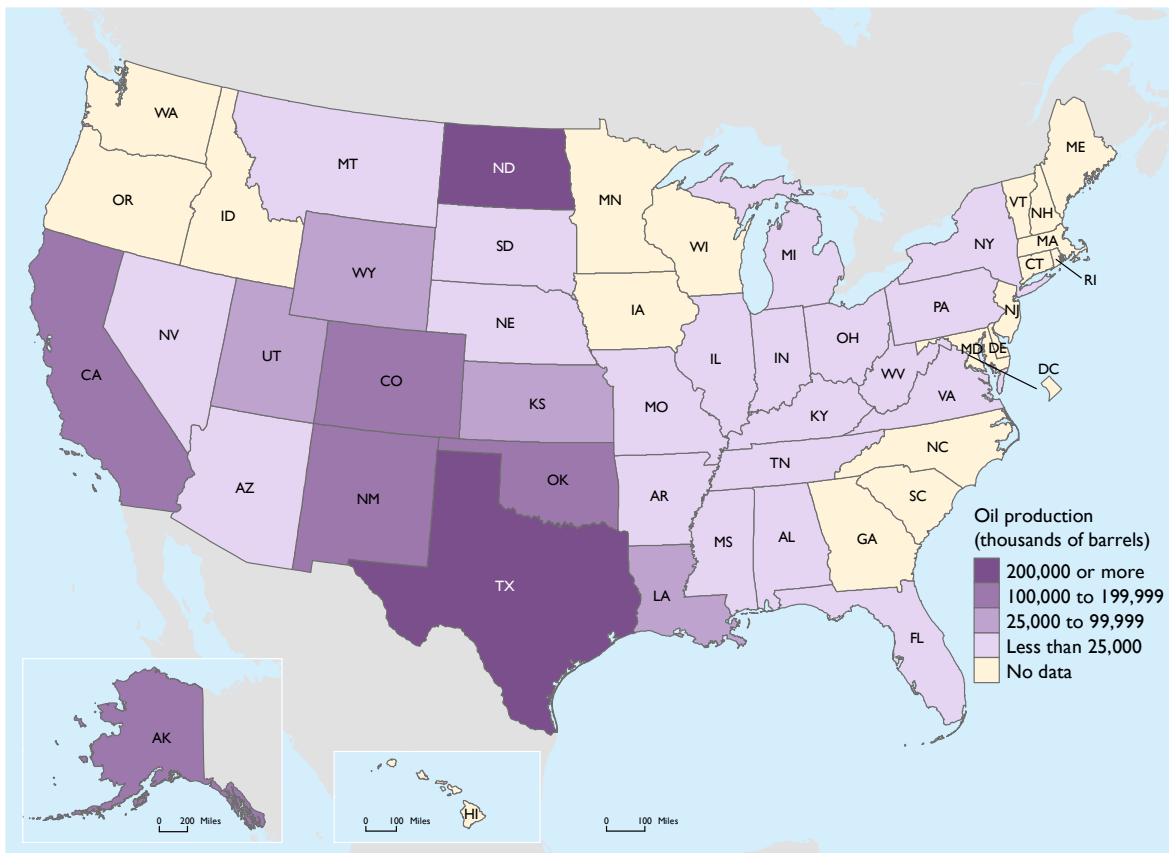 WA
MT
ND
ME
OR
ID
MN
VT
NH
WI
SD
NY
MA
MI
CT
RI
WY
IA
NE
PA
NJ
NV
UT
OH
MD
DE
IL
IN
CA
CO
DC
WV
KS
MO
VA
KY
NC
TN
OK
AZ
NM
AR
SC
MS
AL
GA
TX
LA
FL
Oil production
(thousands of barrels)
200,000 or more
100,000 to 199,999
25,000 to 99,999
Less than 25,000
No data
AK
HI
0 200 Miles
0 100 Miles
0 100 Miles